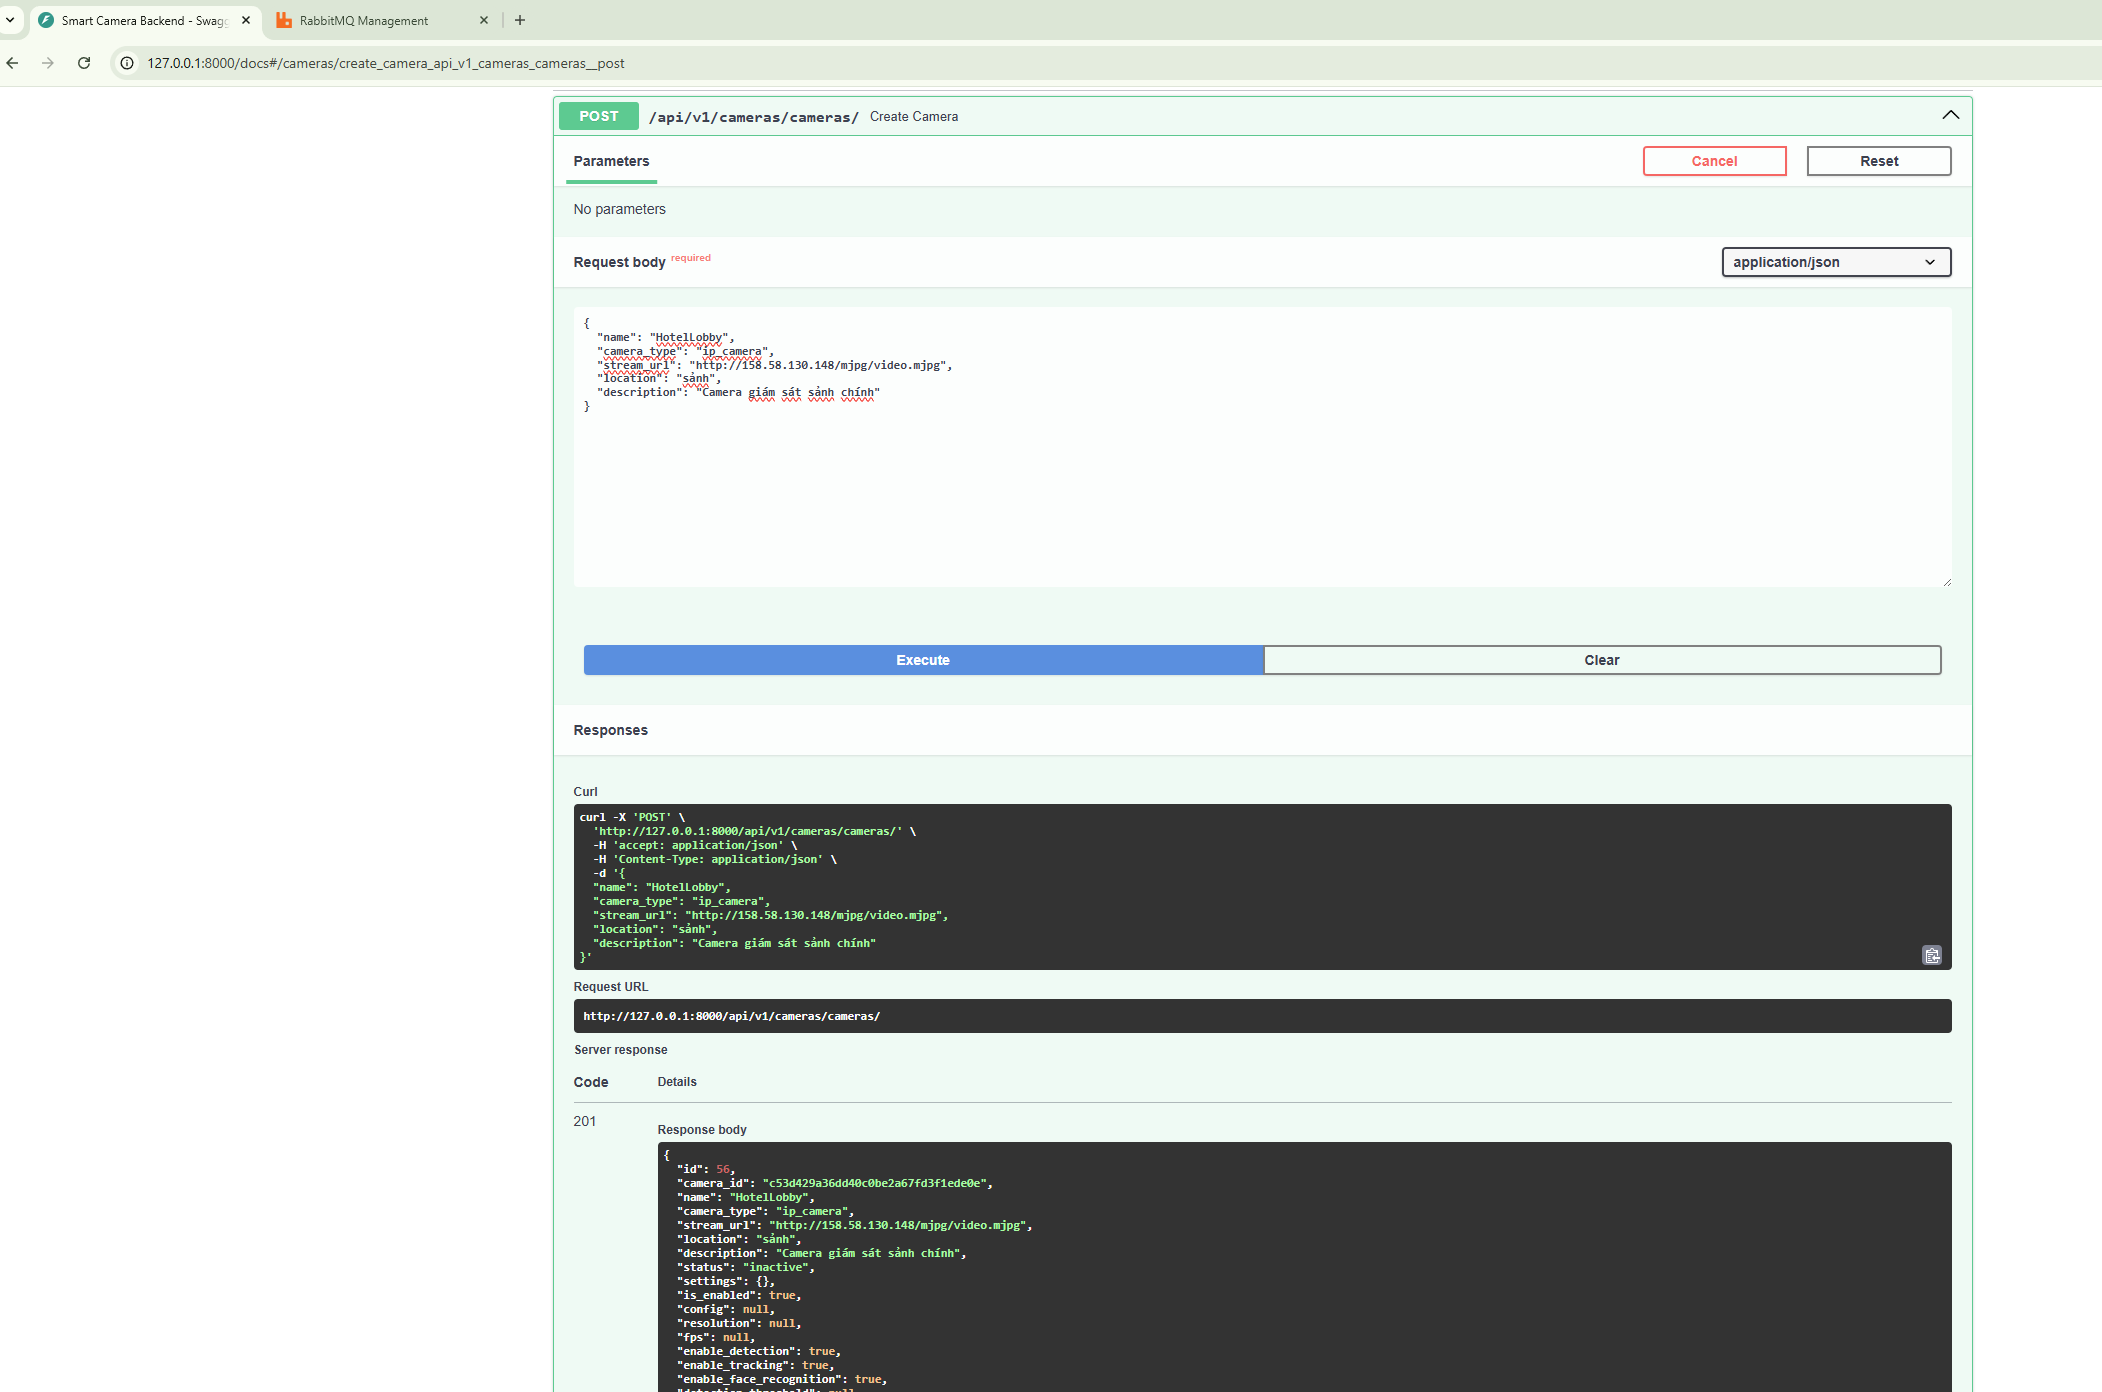 Smart Camera Backend - Swag
RabbitMQ Management
127.0.0.1:8000/docs#/cameras/create_camera_api_v1_cameras_cameras__post
POST /api/v1/cameras/cameras/ Create Camera
Parameters
Cancel
Reset
No parameters
Request body required
application/json
{
"name": "HotelLobby",
"camera_type": "ip_camera",
"stream_url": "http://158.58.130.148/mjpg/video.mjpg",
"location": "sảnh",
"description": "Camera giám sát sảnh chính"
}
Execute
Clear
Responses
Curl
curl -X 'POST' \
'http://127.0.0.1:8000/api/v1/cameras/cameras/' \
-H 'accept: application/json' \
-H 'Content-Type: application/json' \
-d '{
"name": "HotelLobby",
"camera_type": "ip_camera",
"stream_url": "http://158.58.130.148/mjpg/video.mjpg",
"location": "sảnh",
"description": "Camera giám sát sảnh chính"
}'
Request URL
http://127.0.0.1:8000/api/v1/cameras/cameras/
Server response
Code Details
201
Response body
{
"id": 56,
"camera_id": "c53d429a36dd40c0be2a67fd3f1ede0e",
"name": "HotelLobby",
"camera_type": "ip_camera",
"stream_url": "http://158.58.130.148/mjpg/video.mjpg",
"location": "sảnh",
"description": "Camera giám sát sảnh chính",
"status": "inactive",
"settings": {},
"is_enabled": true,
"config": null,
"resolution": null,
"fps": null,
"enable_detection": true,
"enable_tracking": true,
"enable_face_recognition": true,